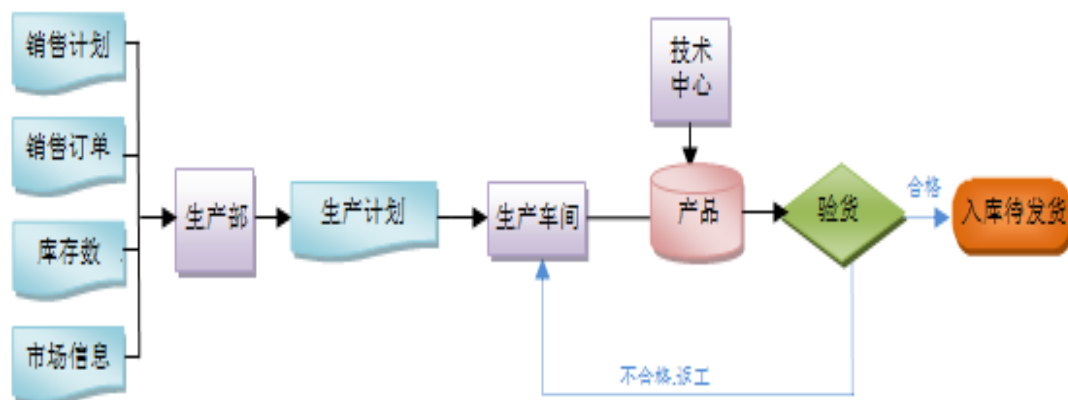 销售计划
销售订单
库存数
市场信息
生产部
生产计划
生产车间
技术
中心
产品
验货
合格
入库待发货
不合格,返工